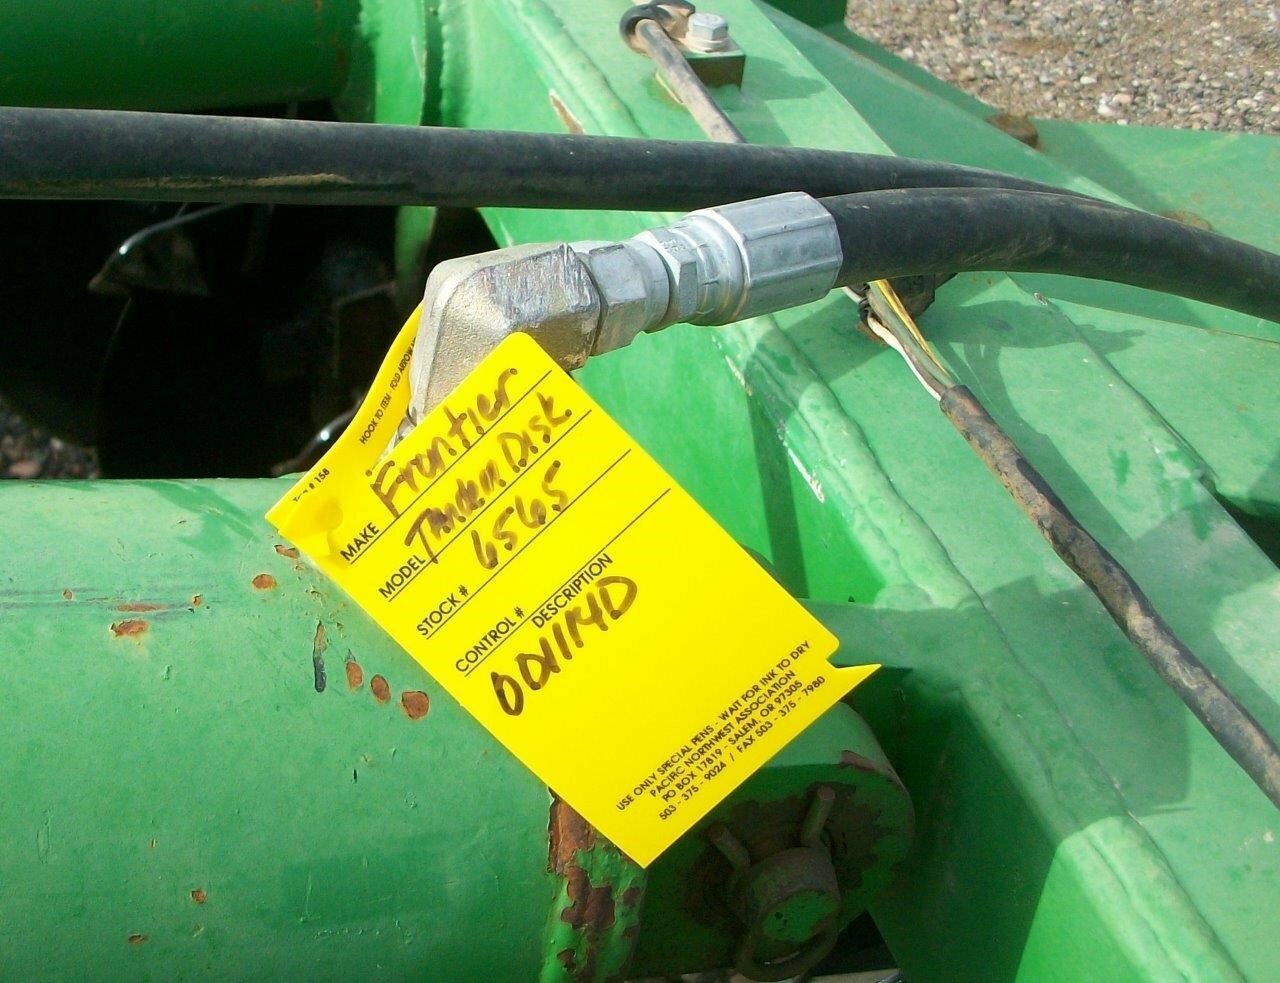 HOOK TO ITEM FOLD ARROW
158
MAKE Frontier
MODEL Tandem Disk
STOCK # 6565
CONTROL # DESCRIPTION
USE ONLY SPECIAL PENS - WAIT FOR INK TO DRY
PACIFIC NORTHWEST ASSOCIATION
PO BOX 17819 - SALEM, OR 97305
503 - 375 - 9024 / FAX 503 - 375 - 7980